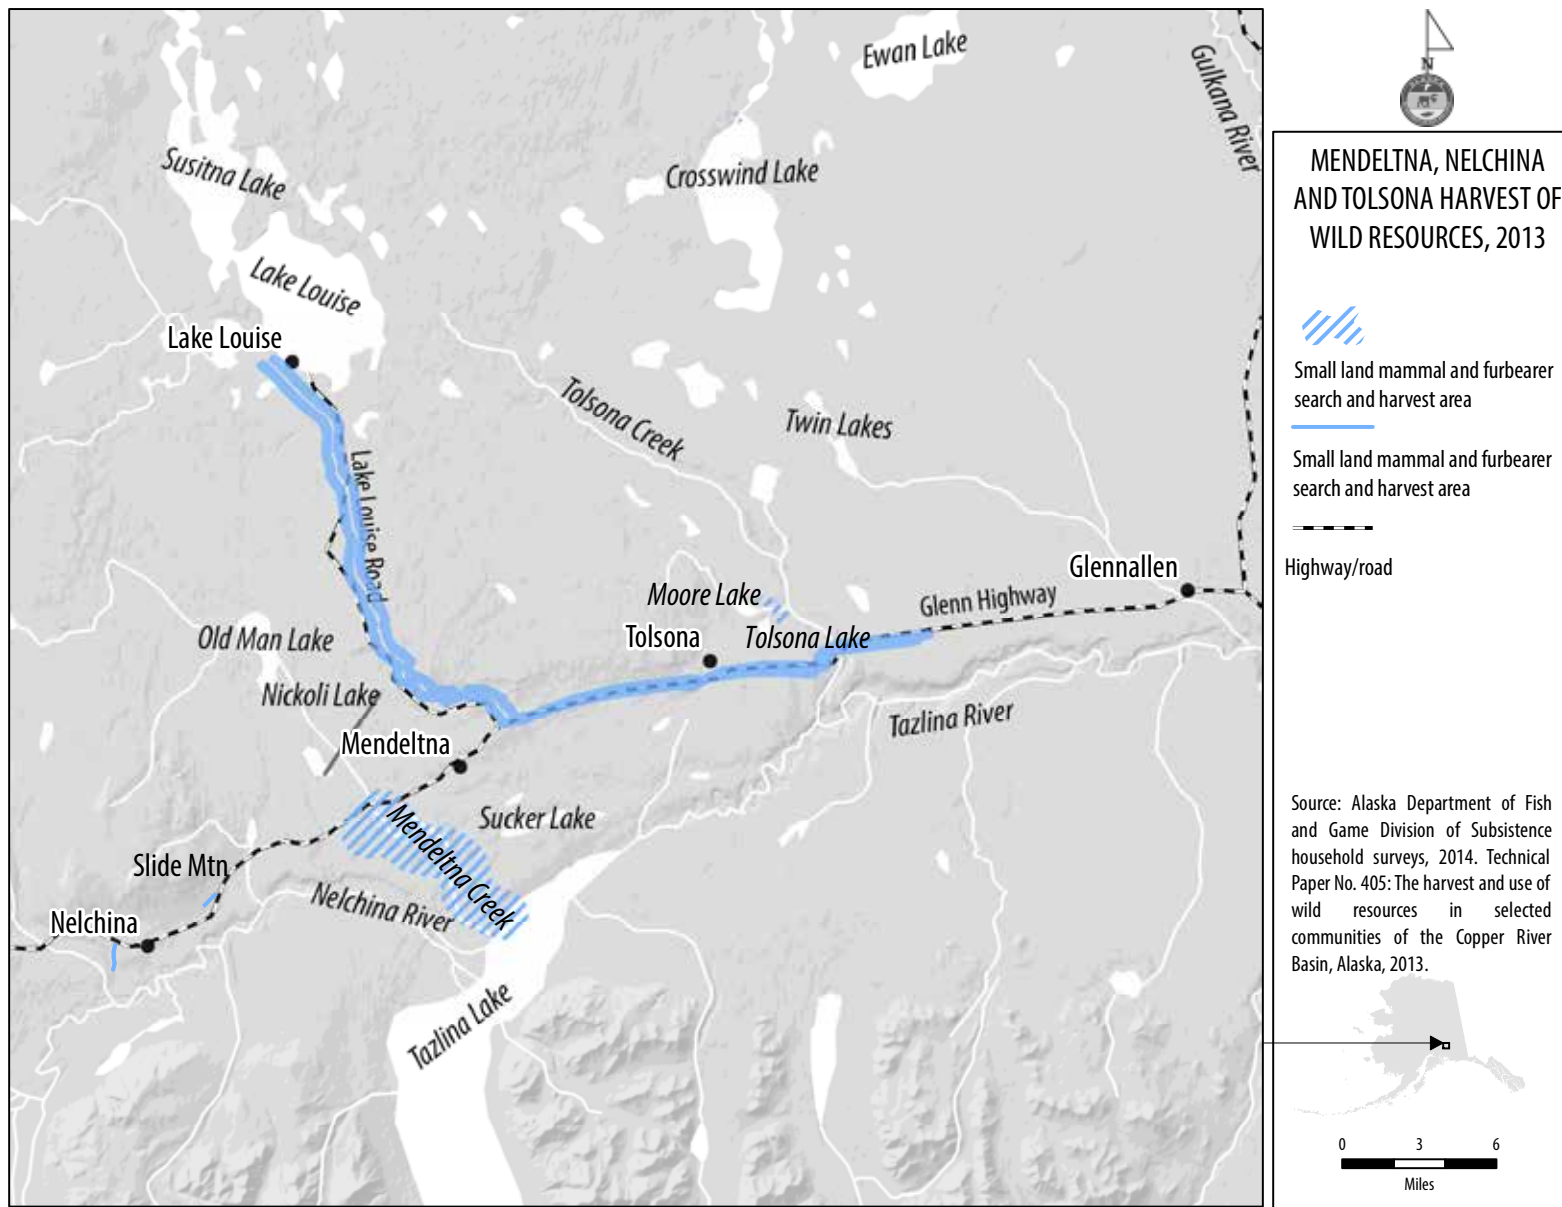 Ewan Lake
Gulkana River
Susitna Lake
Crosswind Lake
Lake Louise
Lake Louise
Tolsona Creek
Twin Lakes
Lake Louise Road
Glennallen
Moore Lake
Glenn Highway
Old Man Lake
Tolsona
Tolsona Lake
Nickoli Lake
Tazlina River
Mendeltna
Sucker Lake
Mendeltna Creek
Slide Mtn
Nelchina River
Nelchina
Tazlina Lake
N
MENDELTNA, NELCHINA
AND TOLSONA HARVEST OF
WILD RESOURCES, 2013
Small land mammal and furbearer
search and harvest area
Small land mammal and furbearer
search and harvest area
Highway/road
Source: Alaska Department of Fish
and Game Division of Subsistence
household surveys, 2014. Technical
Paper No. 405: The harvest and use of
wild resources in selected
communities of the Copper River
Basin, Alaska, 2013.
0 3 6
Miles